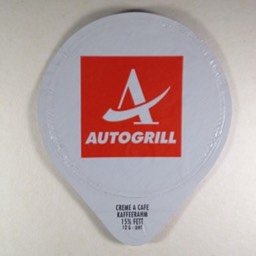 AUTOGRILL
CREME A CAFE
KAFFEERAHM
15% FETT